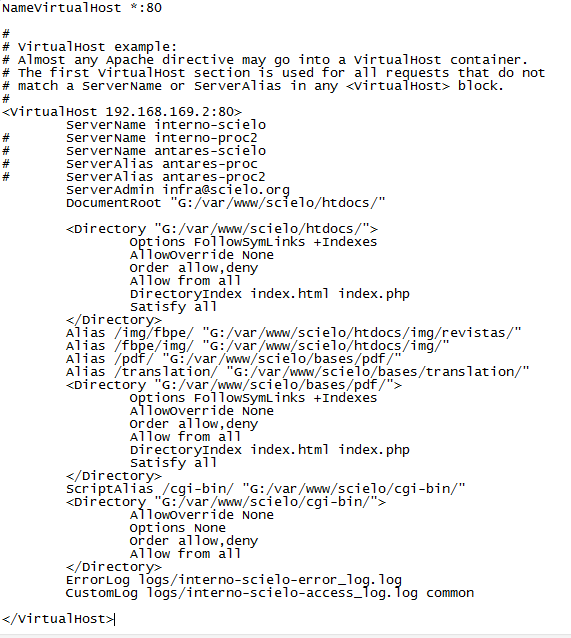 NameVirtualHost *:80
#
# VirtualHost example:
# Almost any Apache directive may go into a VirtualHost container.
# The first VirtualHost section is used for all requests that do not
# match a ServerName or ServerAlias in any <VirtualHost> block.
#
<VirtualHost 192.168.169.2:80>
        ServerName interno-scielo
#       ServerName interno-proc2
#       ServerName antares-scielo
#       ServerAlias antares-proc
#       ServerAlias antares-proc2
        ServerAdmin infra@scielo.org
        DocumentRoot "G:/var/www/scielo/htdocs/"
        <Directory "G:/var/www/scielo/htdocs/">
                Options FollowSymLinks +Indexes
                AllowOverride None
                Order allow,deny
                Allow from all
                DirectoryIndex index.html index.php
                Satisfy all
        </Directory>
        Alias /img/fbpe/ "G:/var/www/scielo/htdocs/img/revistas/"
        Alias /fbpe/img/ "G:/var/www/scielo/htdocs/img/"
        Alias /pdf/ "G:/var/www/scielo/bases/pdf/"
        Alias /translation/ "G:/var/www/scielo/bases/translation/"
        <Directory "G:/var/www/scielo/bases/pdf/">
                Options FollowSymLinks +Indexes
                AllowOverride None
                Order allow,deny
                Allow from all
                DirectoryIndex index.html index.php
                Satisfy all
        </Directory>
        ScriptAlias /cgi-bin/ "G:/var/www/scielo/cgi-bin/"
        <Directory "G:/var/www/scielo/cgi-bin/">
                AllowOverride None
                Options None
                Order allow,deny
                Allow from all
        </Directory>
        ErrorLog logs/interno-scielo-error_log.log
        CustomLog logs/interno-scielo-access_log.log common
</VirtualHost>